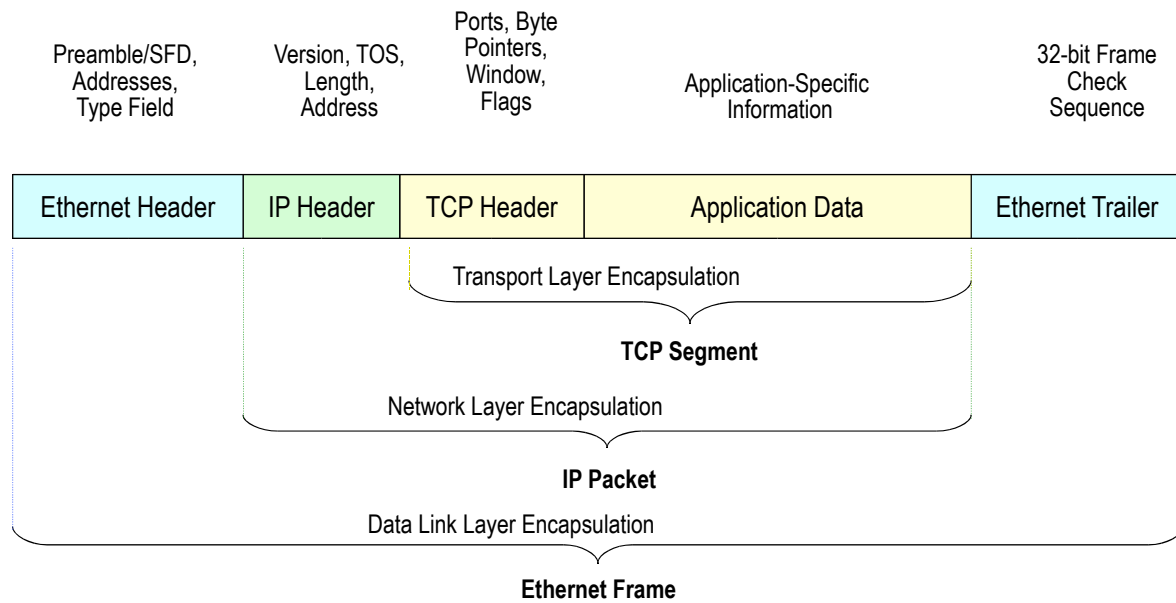 Preamble/SFD,
Addresses,
Type Field
Version, TOS,
Length,
Address
Ports, Byte
Pointers,
Window,
Flags
Application-Specific
Information
32-bit Frame
Check
Sequence
Ethernet Header
IP Header
TCP Header
Application Data
Ethernet Trailer
Transport Layer Encapsulation
TCP Segment
Network Layer Encapsulation
IP Packet
Data Link Layer Encapsulation
Ethernet Frame